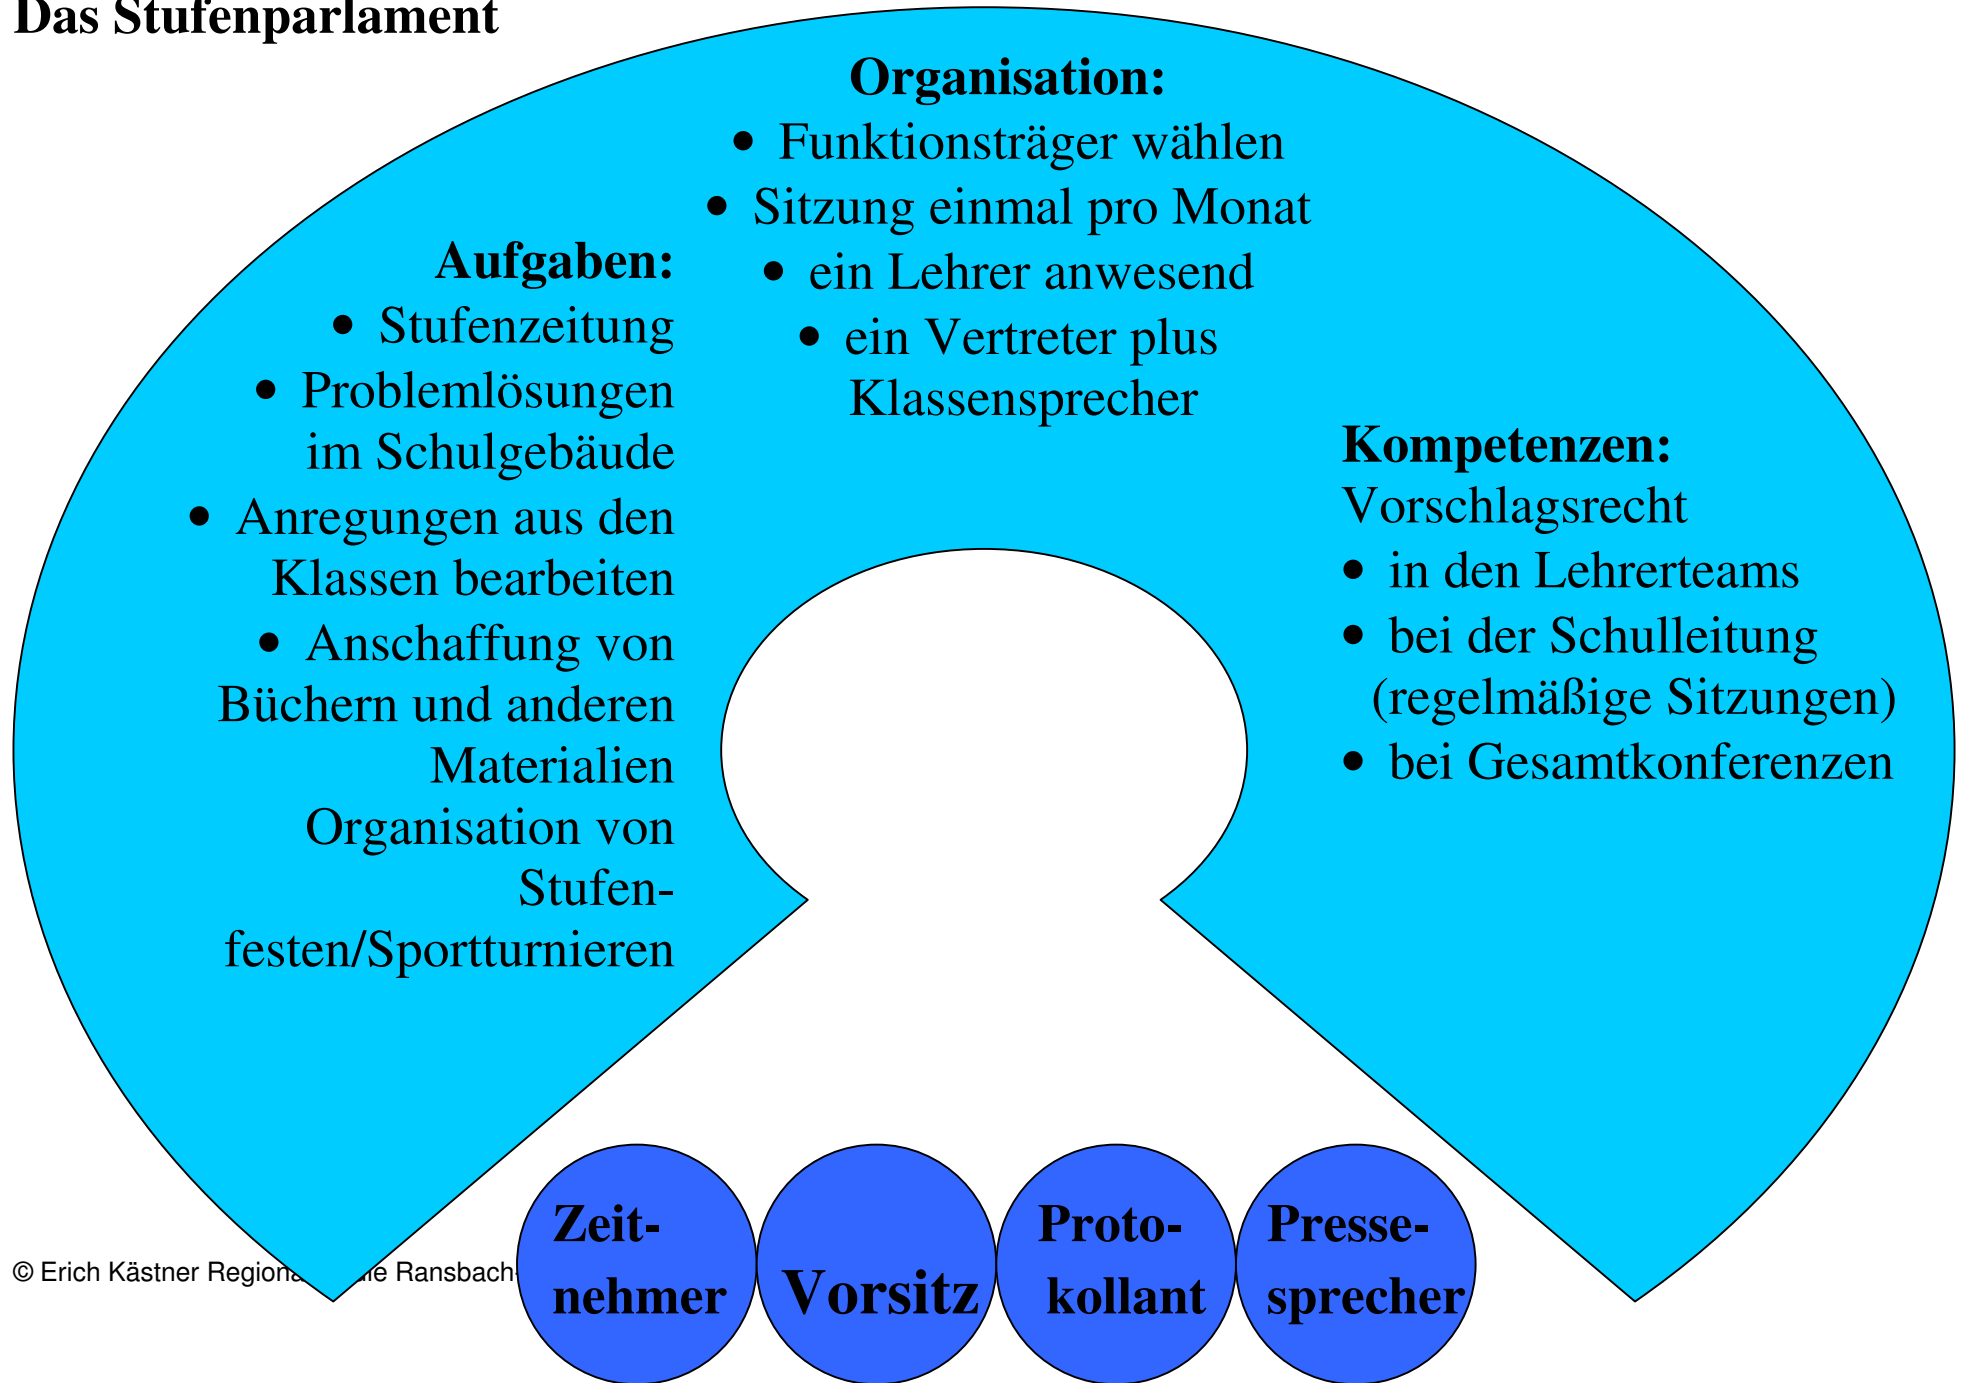 Das Stufenparlament
Organisation:
• Funktionsträger wählen
• Sitzung einmal pro Monat
• ein Lehrer anwesend
• ein Vertreter plus
Klassensprecher
Aufgaben:
• Stufenzeitung
• Problemlösungen
im Schulgebäude
• Anregungen aus den
Klassen bearbeiten
• Anschaffung von
Büchern und anderen
Materialien
Organisation von
Stufen-
festen/Sportturnieren
Kompetenzen:
Vorschlagsrecht
• in den Lehrerteams
• bei der Schulleitung
(regelmäßige Sitzungen)
• bei Gesamtkonferenzen
Zeit-
nehmer
Vorsitz
Proto-
kollant
Presse-
sprecher
© Erich Kästner Ransbach-